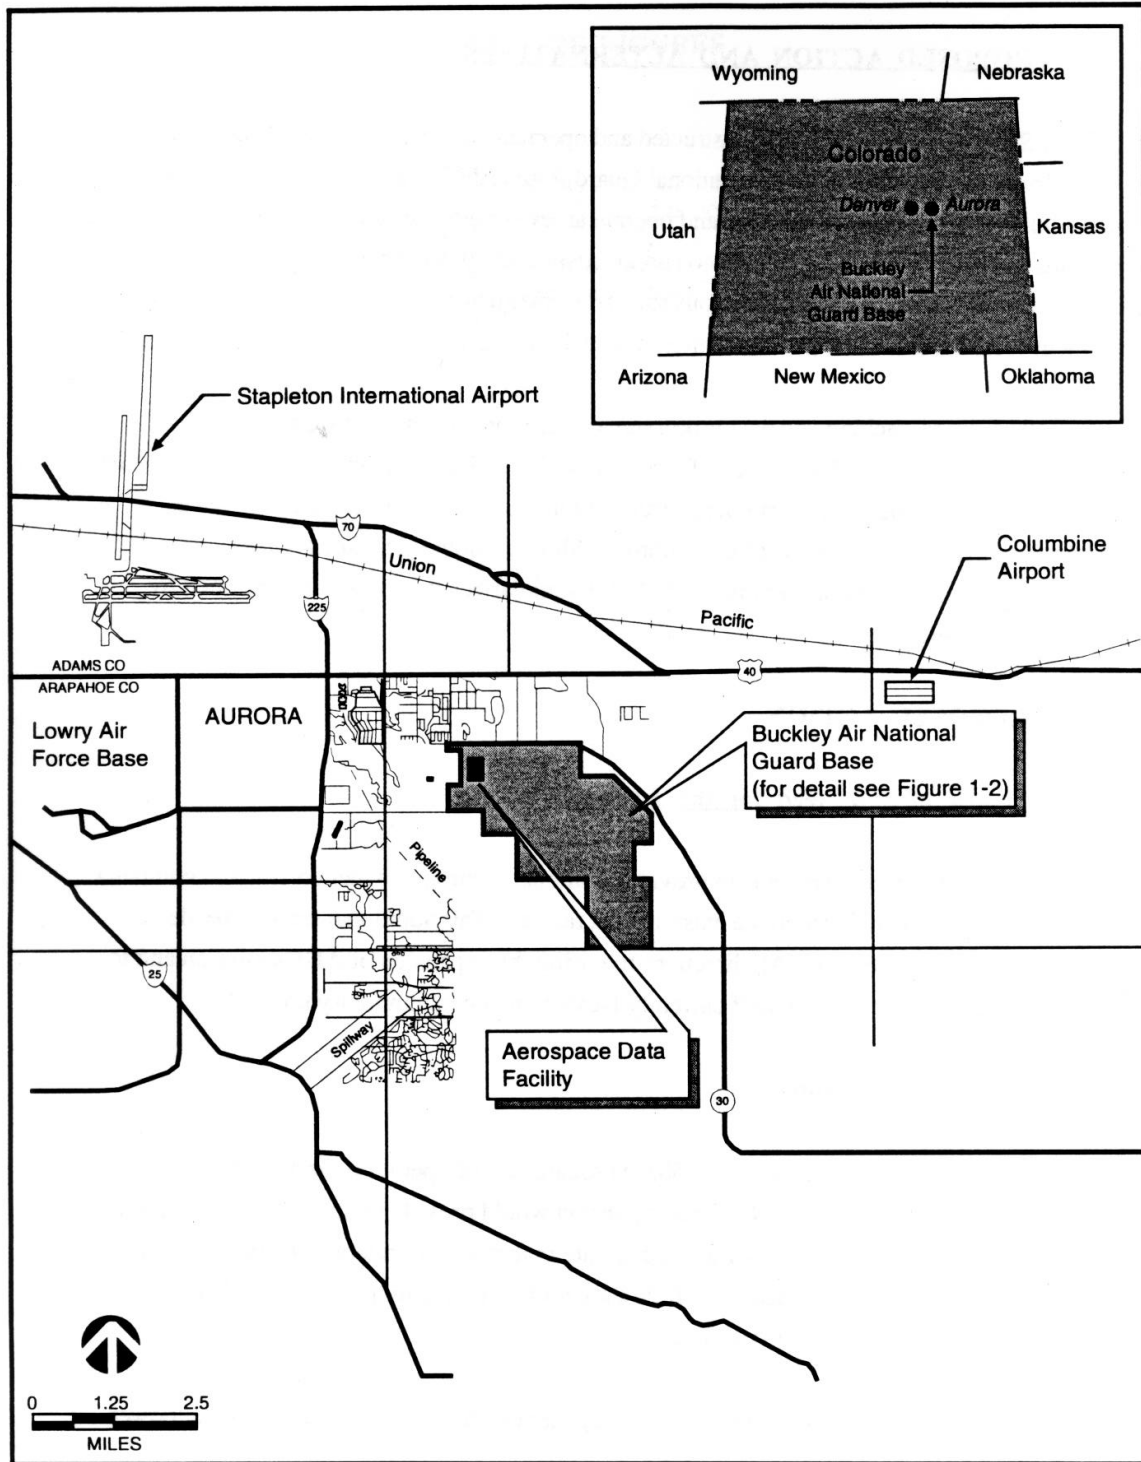 Wyoming
Nebraska
Colorado
Denver
Aurora
Utah
Kansas
Buckley
Air National
Guard Base
Arizona
New Mexico
Oklahoma
Stapleton International Airport
70
Union
Columbine
Airport
225
Pacific
ADAMS CO
ARAPAHOE CO
40
Lowry Air
Force Base
AURORA
Buckley Air National
Guard Base
(for detail see Figure 1-2)
Pipeline
25
Spillway
Aerospace Data
Facility
30
0 1.25 2.5
MILES